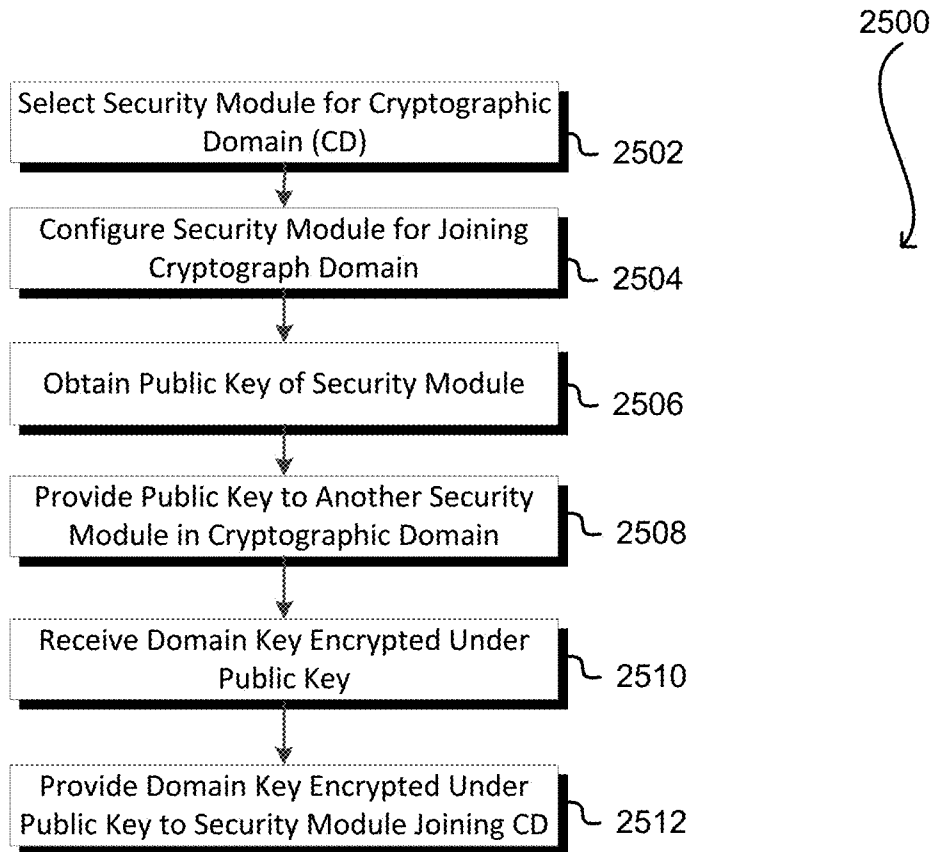 2500
Select Security Module for Cryptographic
Domain (CD)
2502
Configure Security Module for Joining
Cryptograph Domain
2504
Obtain Public Key of Security Module
2506
Provide Public Key to Another Security
Module in Cryptographic Domain
2508
Receive Domain Key Encrypted Under
Public Key
2510
Provide Domain Key Encrypted Under
Public Key to Security Module Joining CD
2512